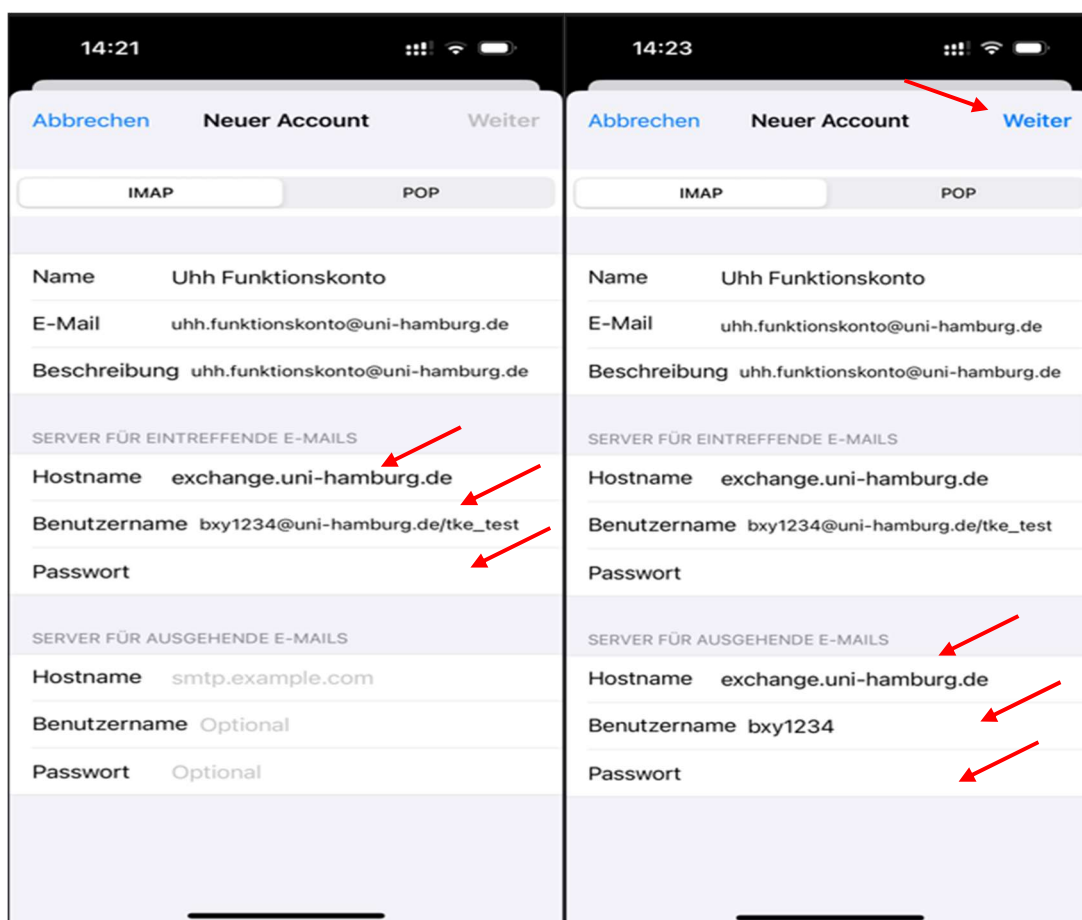 14:21
Abbrechen Neuer Account Weiter
IMAP POP
Name Uhh Funktionskonto
E-Mail uhh.funktionskonto@uni-hamburg.de
Beschreibung uhh.funktionskonto@uni-hamburg.de
SERVER FÜR EINTREFFENDE E-MAILS
Hostname exchange.uni-hamburg.de
Benutzername bxy1234@uni-hamburg.de/tke_test
Passwort
SERVER FÜR AUSGEHENDE E-MAILS
Hostname smtp.example.com
Benutzername Optional
Passwort Optional
14:23
Abbrechen Neuer Account Weiter
IMAP POP
Name Uhh Funktionskonto
E-Mail uhh.funktionskonto@uni-hamburg.de
Beschreibung uhh.funktionskonto@uni-hamburg.de
SERVER FÜR EINTREFFENDE E-MAILS
Hostname exchange.uni-hamburg.de
Benutzername bxy1234@uni-hamburg.de/tke_test
Passwort
SERVER FÜR AUSGEHENDE E-MAILS
Hostname exchange.uni-hamburg.de
Benutzername bxy1234
Passwort